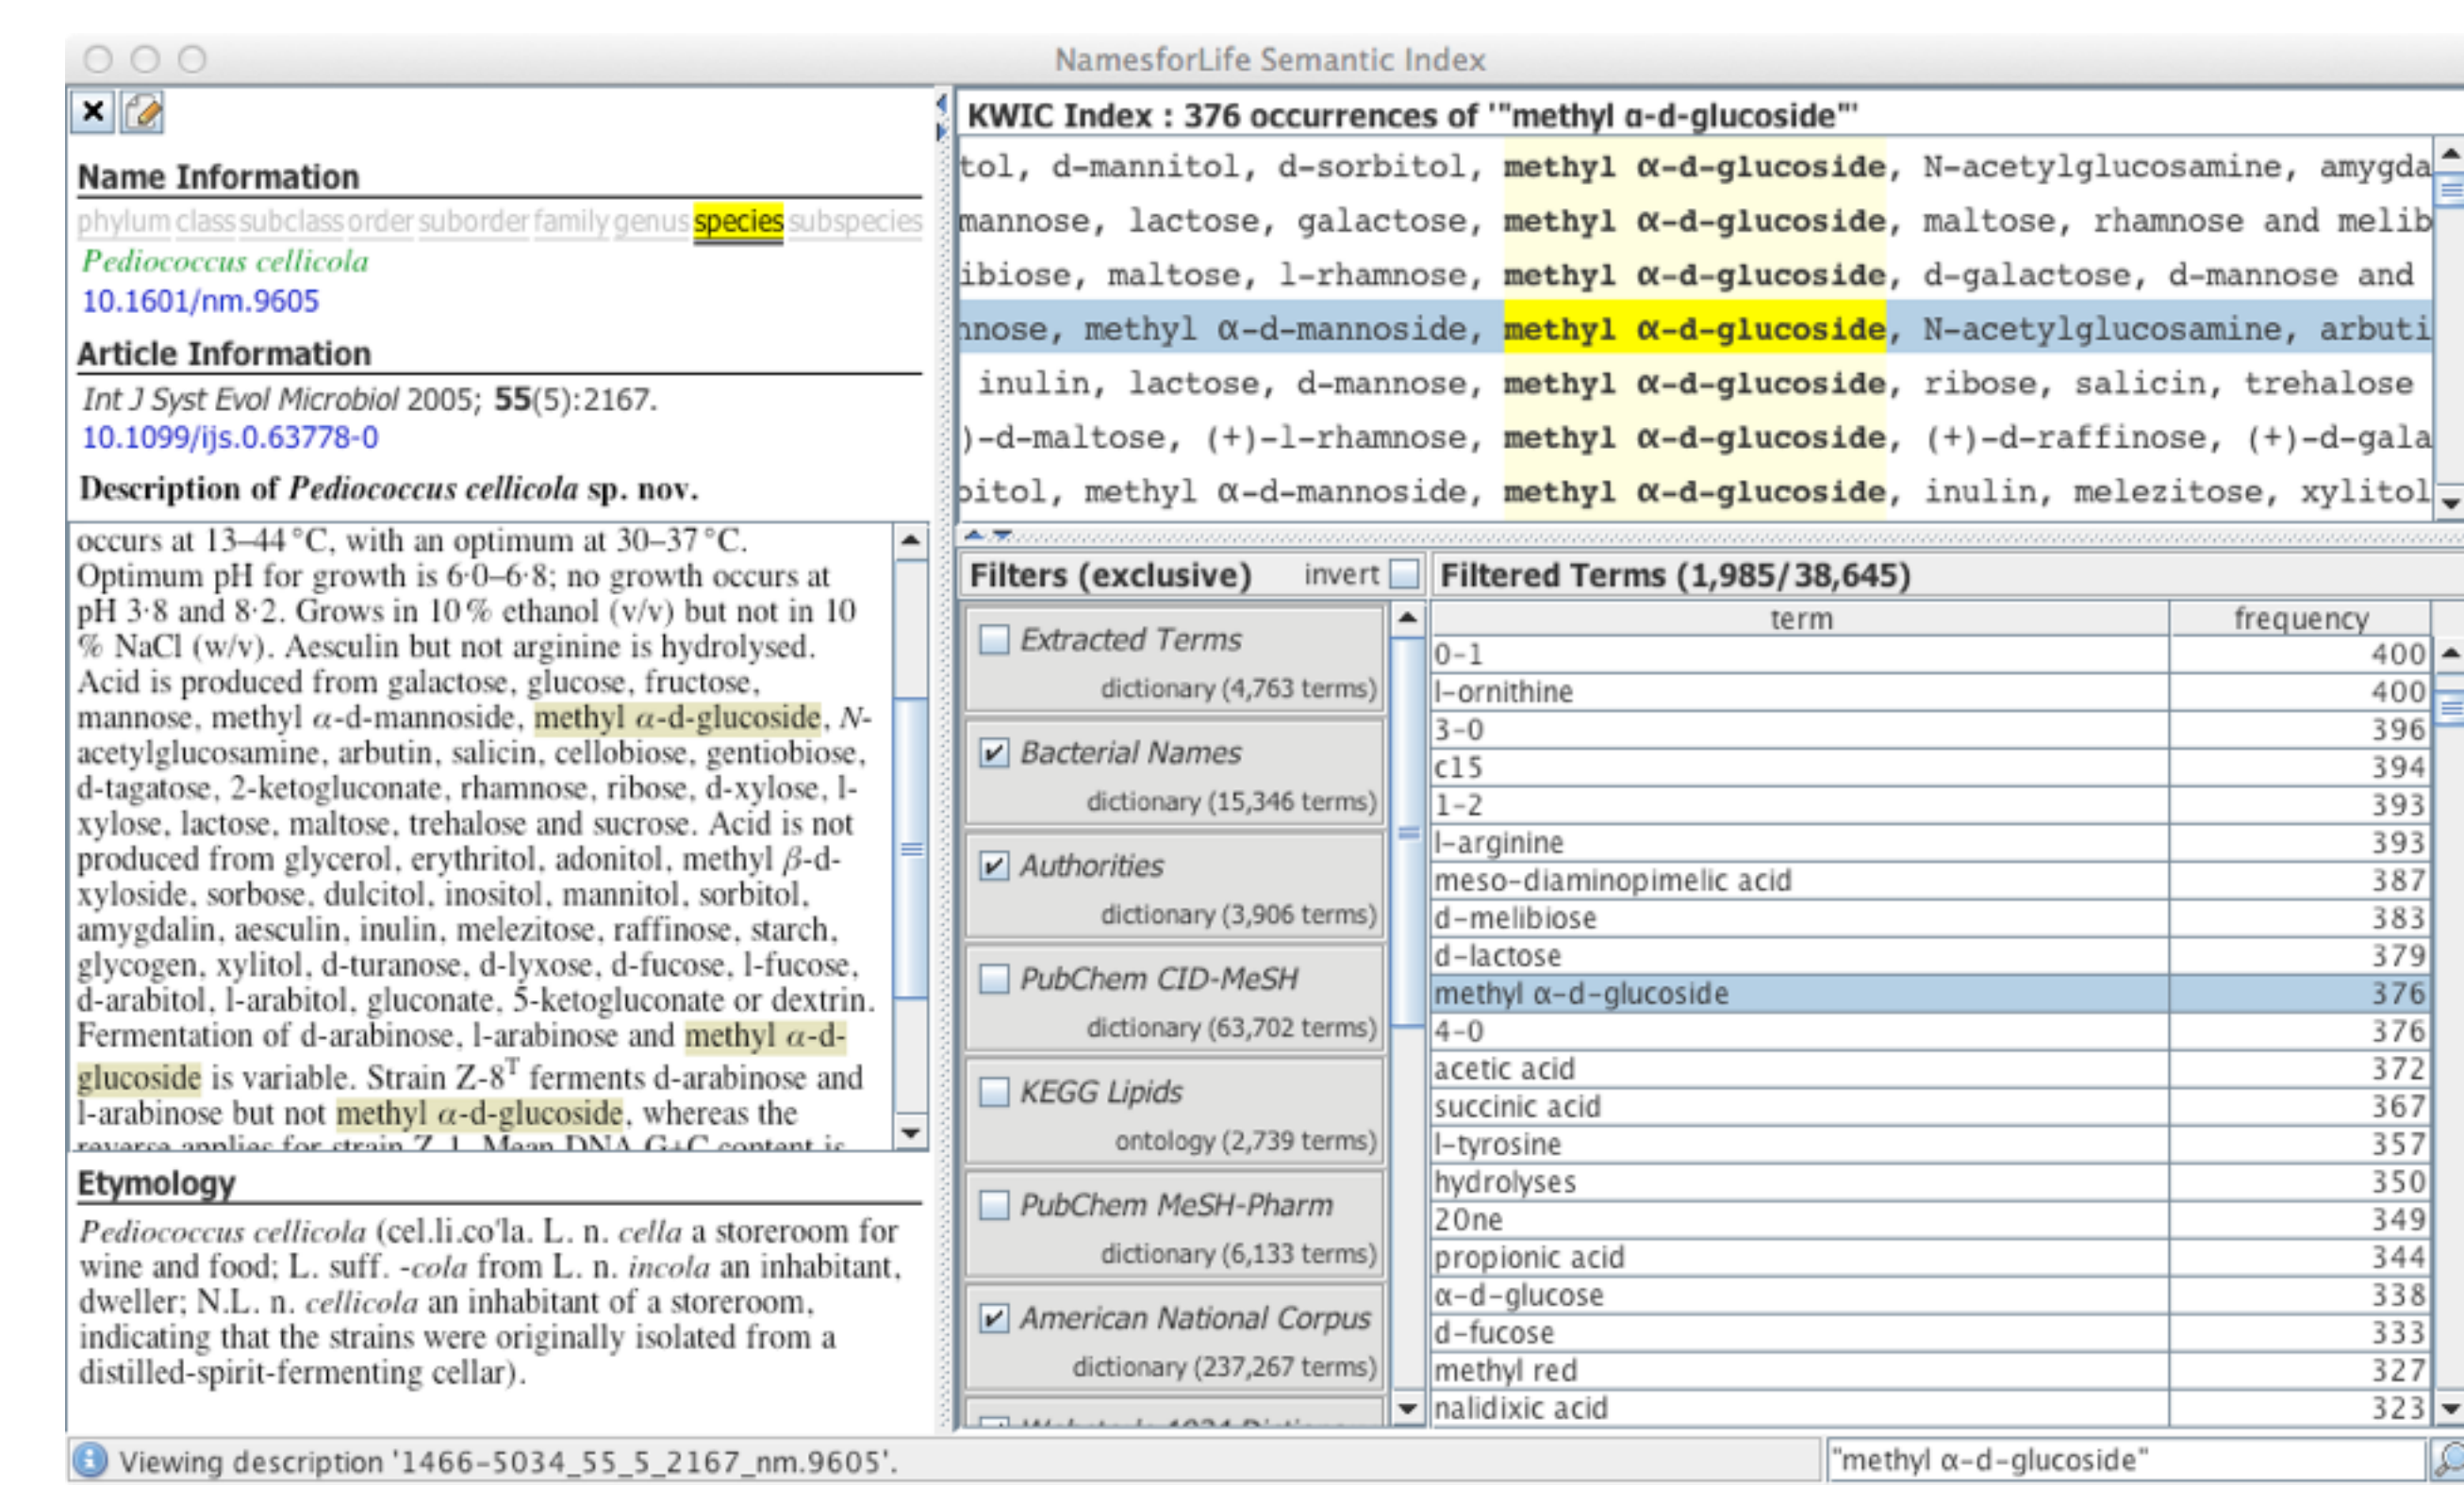 NamesforLife Semantic Index
Name Information
phylum class subclass order suborder family genus species subspecies
Pediococcus cellicola
10.1601/nm.9605
Article Information
Int J Syst Evol Microbiol 2005; 55(5):2167.
10.1099/ijs.0.63778-0
Description of Pediococcus cellicola sp. nov.
occurs at 13–44 °C, with an optimum at 30–37 °C.
Optimum pH for growth is 6·0–6·8; no growth occurs at
pH 3·8 and 8·2. Grows in 10 % ethanol (v/v) but not in 10
% NaCl (w/v). Aesculin but not arginine is hydrolysed.
Acid is produced from galactose, glucose, fructose,
mannose, methyl α-d-mannoside, methyl α-d-glucoside, N-
acetylglucosamine, arbutin, salicin, cellobiose, gentiobiose,
d-tagatose, 2-ketogluconate, rhamnose, ribose, d-xylose, l-
xylose, lactose, maltose, trehalose and sucrose. Acid is not
produced from glycerol, erythritol, adonitol, methyl β-d-
xyloside, sorbose, dulcitol, inositol, mannitol, sorbitol,
amygdalin, aesculin, inulin, melezitose, raffinose, starch,
glycogen, xylitol, d-turanose, d-lyxose, d-fucose, l-fucose,
d-arabitol, l-arabitol, gluconate, 5-ketogluconate or dextrin.
Fermentation of d-arabinose, l-arabinose and methyl α-d-
glucoside is variable. Strain Z-8T ferments d-arabinose and
l-arabinose but not methyl α-d-glucoside, whereas the
reverse applies for strain Z-1. Mean DNA G+C content is
Etymology
Pediococcus cellicola (cel.li.co'la. L. n. cella a storeroom for
wine and food; L. suff. -cola from L. n. incola an inhabitant,
dweller; N.L. n. cellicola an inhabitant of a storeroom,
indicating that the strains were originally isolated from a
distilled-spirit-fermenting cellar).
KWIC Index : 376 occurrences of '"methyl α-d-glucoside"'
tol, d-mannitol, d-sorbitol, methyl α-d-glucoside, N-acetylglucosamine, amygda
mannose, lactose, galactose, methyl α-d-glucoside, maltose, rhamnose and melib
ibiose, maltose, l-rhamnose, methyl α-d-glucoside, d-galactose, d-mannose and
nnose, methyl α-d-mannoside, methyl α-d-glucoside, N-acetylglucosamine, arbuti
inulin, lactose, d-mannose, methyl α-d-glucoside, ribose, salicin, trehalose
)-d-maltose, (+)-l-rhamnose, methyl α-d-glucoside, (+)-d-raffinose, (+)-d-gala
bitol, methyl α-d-mannoside, methyl α-d-glucoside, inulin, melezitose, xylitol
Filters (exclusive) invert
Extracted Terms
dictionary (4,763 terms)
Bacterial Names
dictionary (15,346 terms)
Authorities
dictionary (3,906 terms)
PubChem CID-MeSH
dictionary (63,702 terms)
KEGG Lipids
ontology (2,739 terms)
PubChem MeSH-Pharm
dictionary (6,133 terms)
American National Corpus
dictionary (237,267 terms)
Filtered Terms (1,985/38,645)
term frequency
0-1 400
l-ornithine 400
3-0 396
c15 394
1-2 393
l-arginine 393
meso-diaminopimelic acid 387
d-melibiose 383
d-lactose 379
methyl α-d-glucoside 376
4-0 376
acetic acid 372
succinic acid 367
l-tyrosine 357
hydrolyses 350
20ne 349
propionic acid 344
α-d-glucose 338
d-fucose 333
methyl red 327
nalidixic acid 323
Viewing description '1466-5034_55_5_2167_nm.9605'.
"methyl α-d-glucoside"